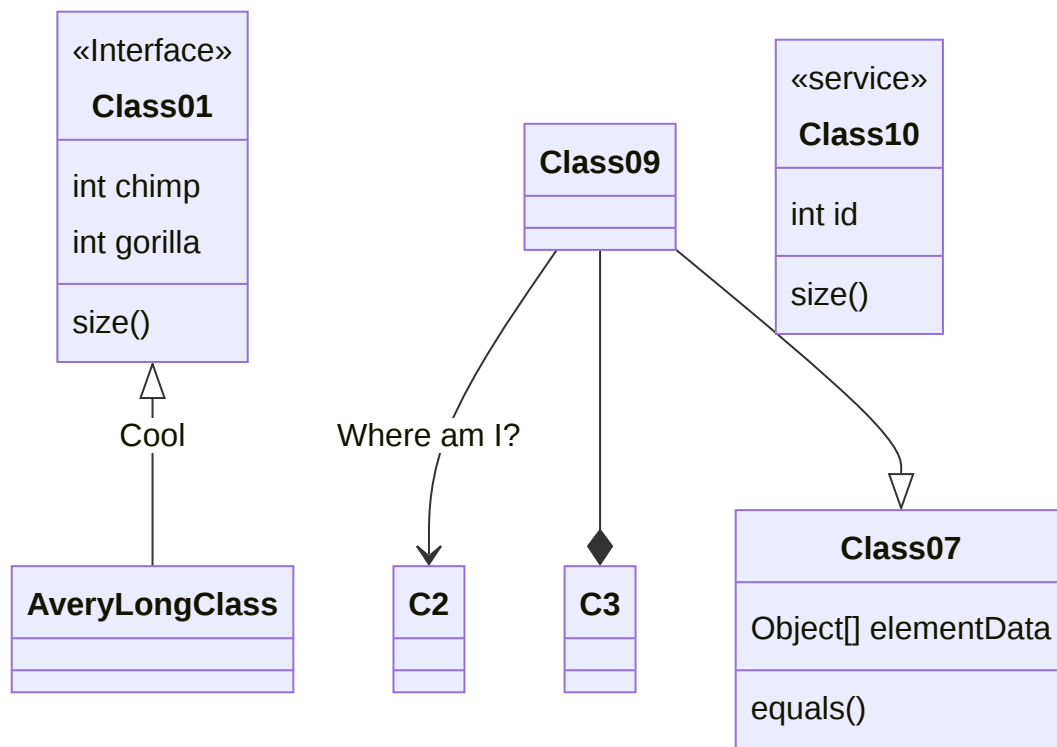 «Interface»
Class01
int chimp
int gorilla
size()
Class09
«service»
Class10
int id
size()
Cool
Where am I?
AveryLongClass
C2
C3
Class07
Object[] elementData
equals()